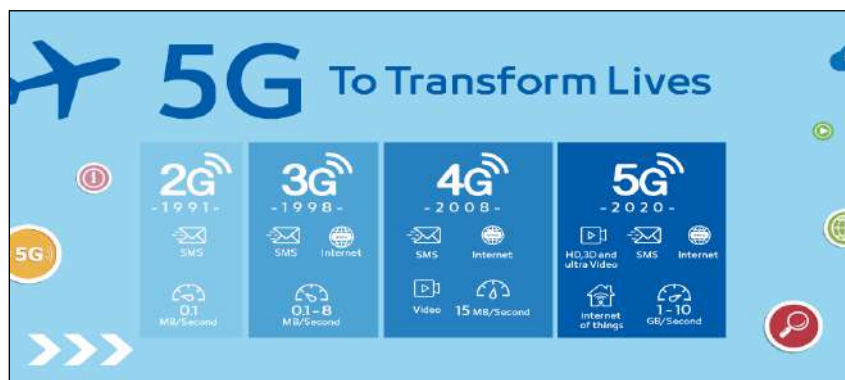 5G To Transform Lives
2G
-1991-
SMS
0.1
MB/Second
3G
-1998-
SMS Internet
0.1-8
MB/Second
4G
-2008-
SMS Internet
Video 15 MB/Second
5G
-2020-
HD,3D and
ultra Video SMS Internet
Internet
of things
1-10
GB/Second
5G